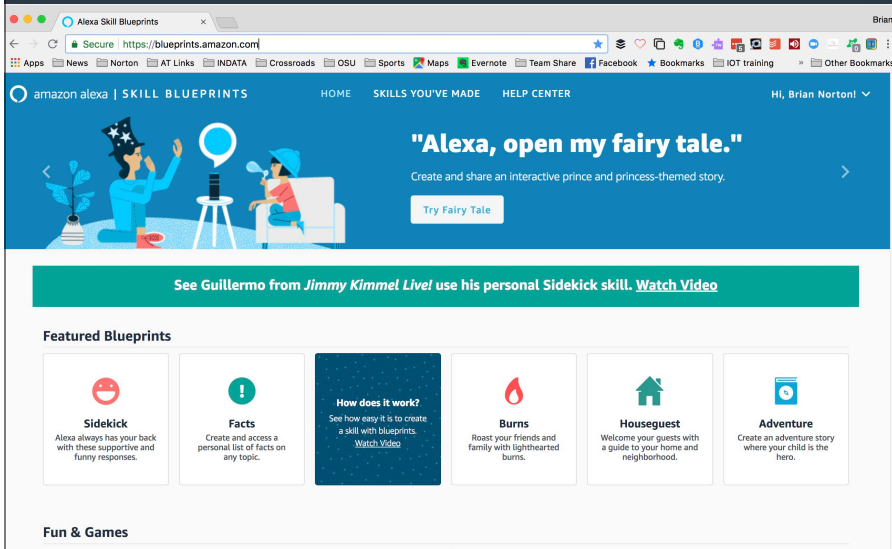 Alexa Skill Blueprints
Brian
Secure https://blueprints.amazon.com
Apps News Norton AT Links INDATA Crossroads OSU Sports Maps Evernote Team Share Facebook Bookmarks IOT training » Other Bookmarks
amazon alexa | SKILL BLUEPRINTS HOME SKILLS YOU'VE MADE HELP CENTER Hi, Brian Norton!
"Alexa, open my fairy tale."
Create and share an interactive prince and princess-themed story.
Try Fairy Tale
See Guillermo from Jimmy Kimmel Live! use his personal Sidekick skill. Watch Video
Featured Blueprints
Sidekick
Alexa always has your back
with these supportive and
funny responses.
Facts
Create and access a
personal list of facts on
any topic.
How does it work?
See how easy it is to create
a skill with blueprints.
Watch Video
Burns
Roast your friends and
family with lighthearted
burns.
Houseguest
Welcome your guests with
a guide to your home and
neighborhood.
Adventure
Create an adventure story
where your child is the
hero.
Fun & Games